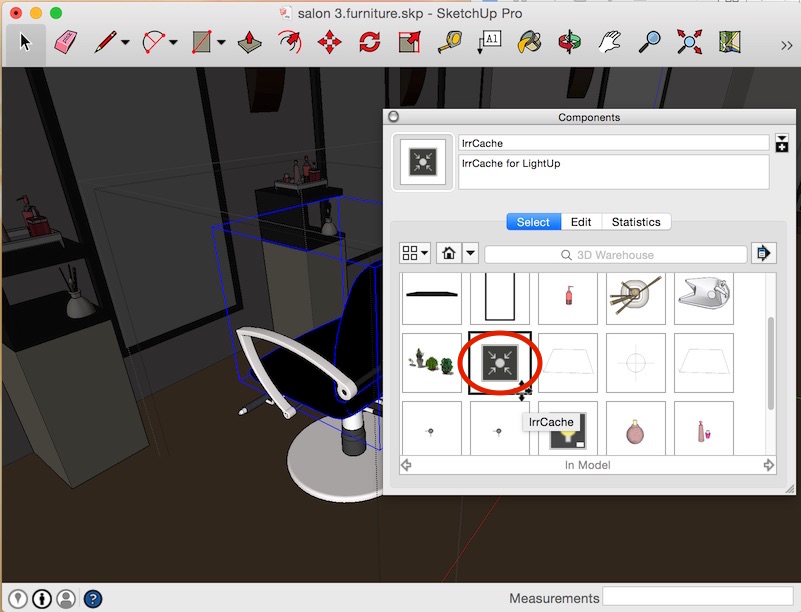 salon 3.furniture.skp - SketchUp Pro
A1
Components
IrrCache
IrrCache for LightUp
Select Edit Statistics
3D Warehouse
IrrCache
In Model
Measurements